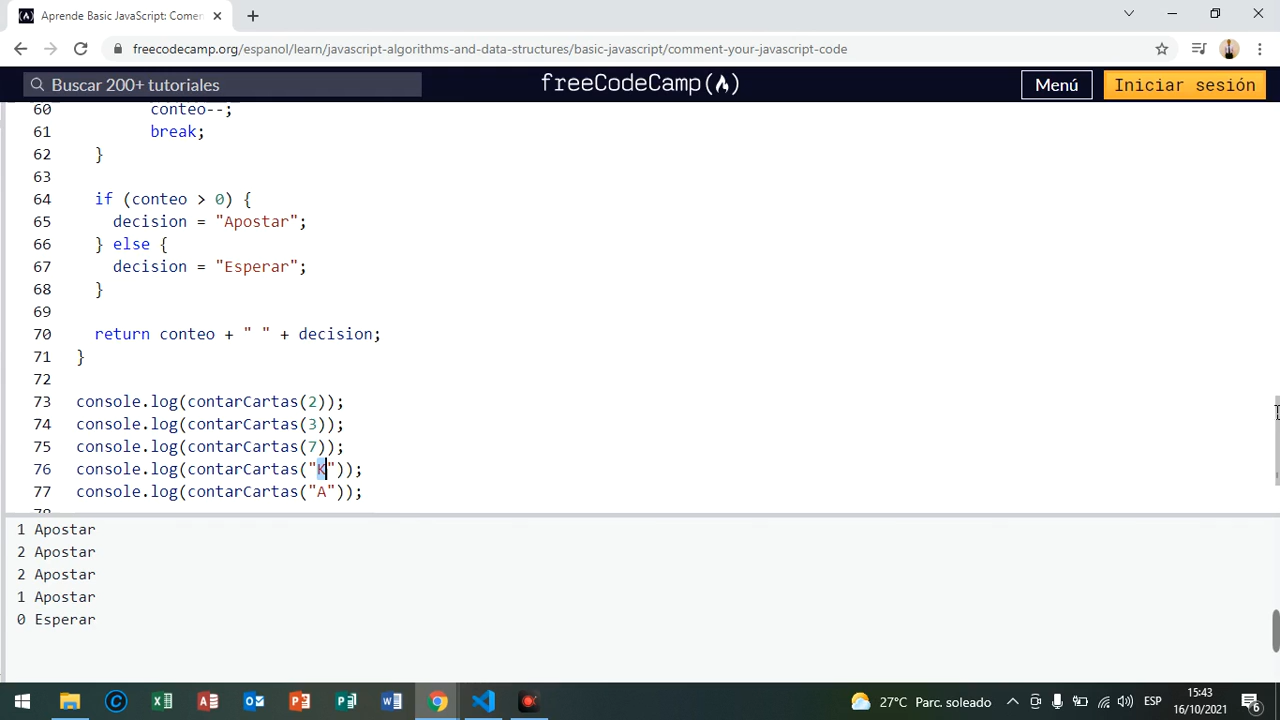 Aprende Basic JavaScript: Comen
freecodecamp.org/espanol/learn/javascript-algorithms-and-data-structures/basic-javascript/comment-your-javascript-code
Buscar 200+ tutoriales
freeCodeCamp
Menú
Iniciar sesión
60 conteo--;
61 break;
62 }
63
64 if (conteo > 0) {
65 decision = "Apostar";
66 } else {
67 decision = "Esperar";
68 }
69
70 return conteo + " " + decision;
71 }
72
73 console.log(contarCartas(2));
74 console.log(contarCartas(3));
75 console.log(contarCartas(7));
76 console.log(contarCartas("K"));
77 console.log(contarCartas("A"));
78
1 Apostar
2 Apostar
2 Apostar
1 Apostar
0 Esperar
27°C Parc. soleado
ESP
15:43
16/10/2021
6